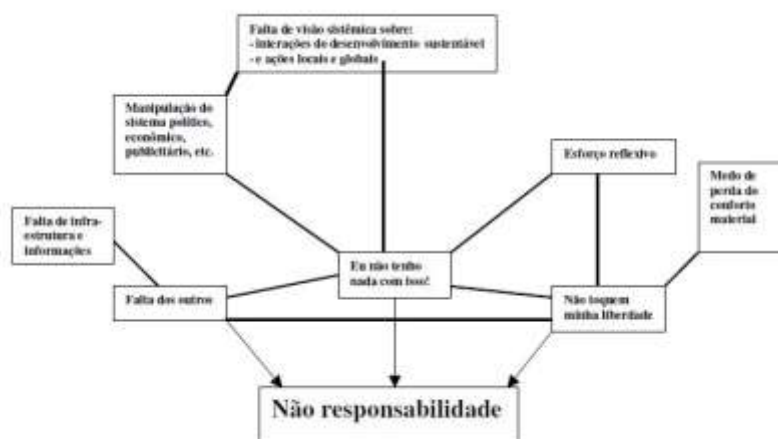 Falta de visão sistêmica sobre:
- interações do desenvolvimento sustentável
- e ações locais e globais
Manipulação do
sistema político,
econômico,
publicitário, etc.
Esforço reflexivo
Medo de
perda do
conforto
material
Falta de infra-
estrutura e
informações
Eu não tenho
nada com isso!
Falta dos outros
Não toquem
minha liberdade
Não responsabilidade